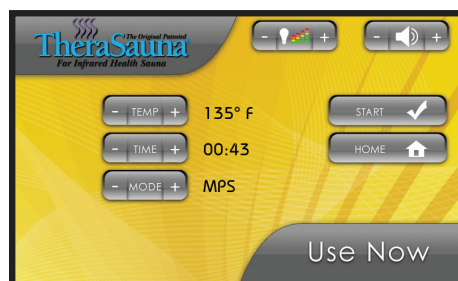 The Original Patented
TheraSauna
Far Infrared Health Sauna
- +
- +
- TEMP + 135° F
START
- TIME + 00:43
HOME
- MODE + MPS
Use Now